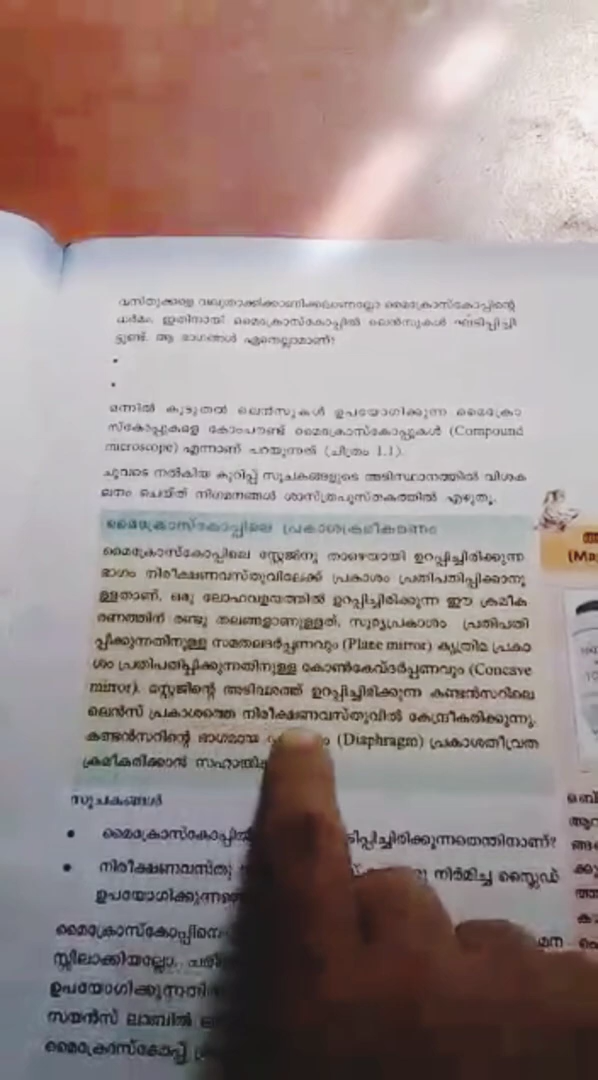 വസ്തുക്കളെ വലുതാക്കിക്കാണിക്കലാണല്ലോ മൈക്രോസ്കോപ്പിന്റെ
ധർമം. ഇതിനായി മൈക്രോസ്കോപ്പിൽ ലെൻസുകൾ ഘടിപ്പിച്ചി
ട്ടുണ്ട്. ആ ഭാഗങ്ങൾ ഏതെല്ലാമാണ്?
•
•
ഒന്നിൽ കൂടുതൽ ലെൻസുകൾ ഉപയോഗിക്കുന്ന മൈക്രോ
സ്കോപ്പുകളെ കോംപൗണ്ട് മൈക്രോസ്കോപ്പുകൾ (Compound
microscope) എന്നാണ് പറയുന്നത് (ചിത്രം 1.1).
ചുവടെ നൽകിയ കുറിപ്പ് സൂചകങ്ങളുടെ അടിസ്ഥാനത്തിൽ വിശക
ലനം ചെയ്ത് നിഗമനങ്ങൾ ശാസ്ത്രപുസ്തകത്തിൽ എഴുതൂ.
മൈക്രോസ്കോപ്പിലെ പ്രകാശക്രമീകരണം
മൈക്രോസ്കോപ്പിലെ സ്റ്റേജിനു താഴെയായി ഉറപ്പിച്ചിരിക്കുന്ന
ഭാഗം നിരീക്ഷണവസ്തുവിലേക്ക് പ്രകാശം പ്രതിപതിപ്പിക്കാനു
ള്ളതാണ്. ഒരു ലോഹവളയത്തിൽ ഉറപ്പിച്ചിരിക്കുന്ന ഈ ക്രമീക
രണത്തിന് രണ്ടു തലങ്ങളാണുള്ളത്. സൂര്യപ്രകാശം പ്രതിപതി
പ്പിക്കുന്നതിനുള്ള സമതലദർപ്പണവും (Plane mirror) കൃത്രിമ പ്രകാ
ശം പ്രതിപതിപ്പിക്കുന്നതിനുള്ള കോൺകേവ്ദർപ്പണവും (Concave
mirror). സ്റ്റേജിന്റെ അടിവശത്ത് ഉറപ്പിച്ചിരിക്കുന്ന കണ്ടൻസറിലെ
ലെൻസ് പ്രകാശത്തെ നിരീക്ഷണവസ്തുവിൽ കേന്ദ്രീകരിക്കുന്നു.
കണ്ടൻസറിന്റെ ഭാഗമായ (Diaphragm) പ്രകാശതീവ്രത
ക്രമീകരിക്കാൻ
സൂചകങ്ങൾ
• മൈക്രോസ്കോപ്പിൽ ടിപ്പിച്ചിരിക്കുന്നതെന്തിനാണ്?
• നിരീക്ഷണവസ്തു നിർമിച്ച സ്ലൈഡ്
ഉപയോഗിക്കുന്ന
സ്സിലാക്കിയല്ലോ.
സയൻസ് ലാബിൽ
മൈക്രോസ്കോപ്പ്